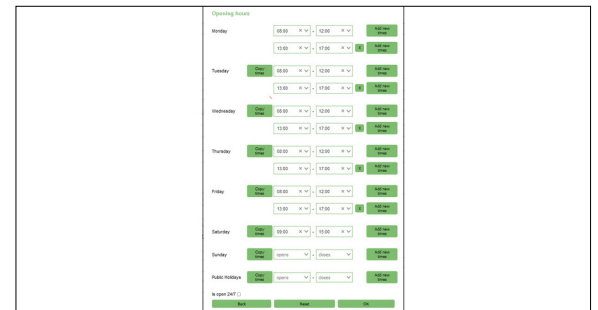 Opening hours
Monday 08:00 × - 12:00 × Add new times
13:00 × - 17:00 × X Add new times
Tuesday Copy times 08:00 × - 12:00 × Add new times
13:00 × - 17:00 × X Add new times
Wednesday Copy times 08:00 × - 12:00 × Add new times
13:00 × - 17:00 × X Add new times
Thursday Copy times 08:00 × - 12:00 × Add new times
13:00 × - 17:00 × X Add new times
Friday Copy times 08:00 × - 12:00 × Add new times
13:00 × - 17:00 × X Add new times
Saturday Copy times 08:00 × - 15:00 × Add new times
Sunday Copy times opens - closes Add new times
Public Holidays Copy times opens - closes Add new times
Is open 24/7
Back Reset OK